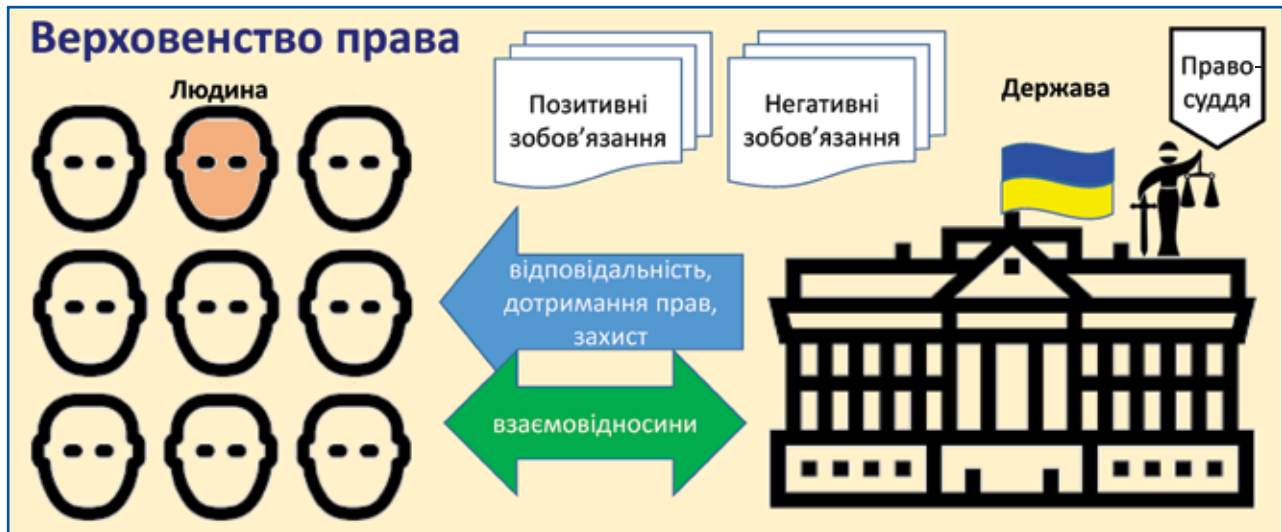 Верховенство права
Людина
Позитивні
зобов’язання
Негативні
зобов’язання
Держава
Право-
суддя
відповідальність,
дотримання прав,
захист
взаємовідносини